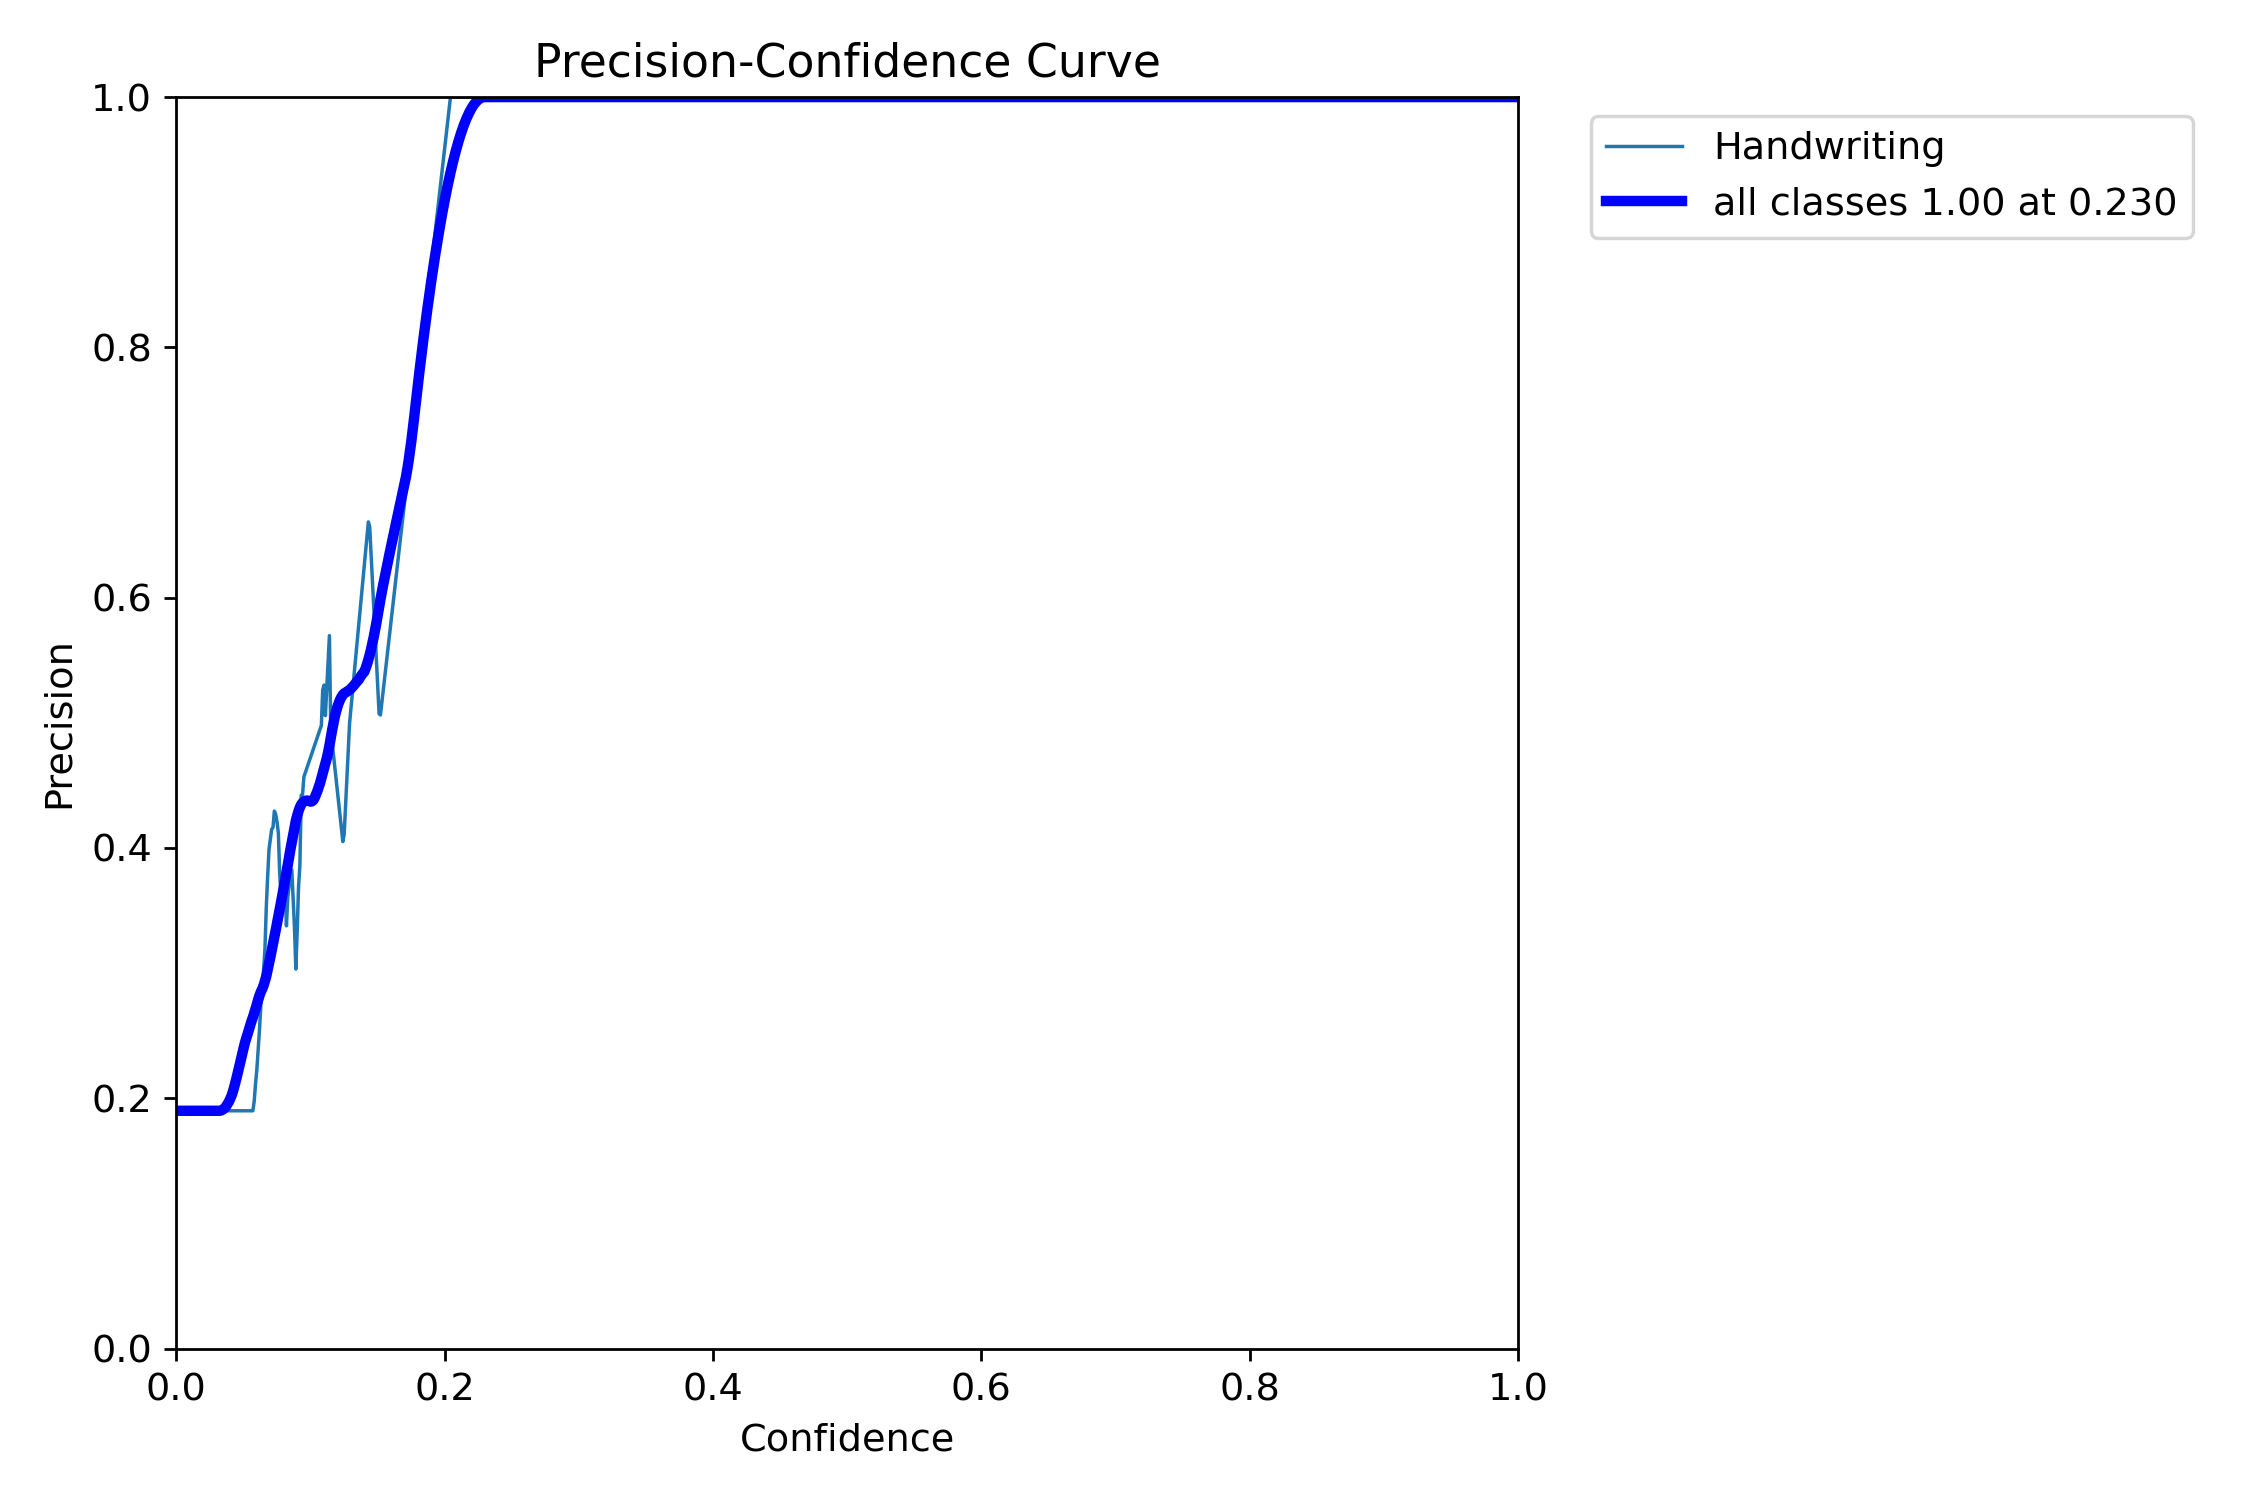 Precision-Confidence Curve
1.0
0.8
0.6
0.4
0.2
0.0
Precision
0.0 0.2 0.4 0.6 0.8 1.0
Confidence
Handwriting
all classes 1.00 at 0.230